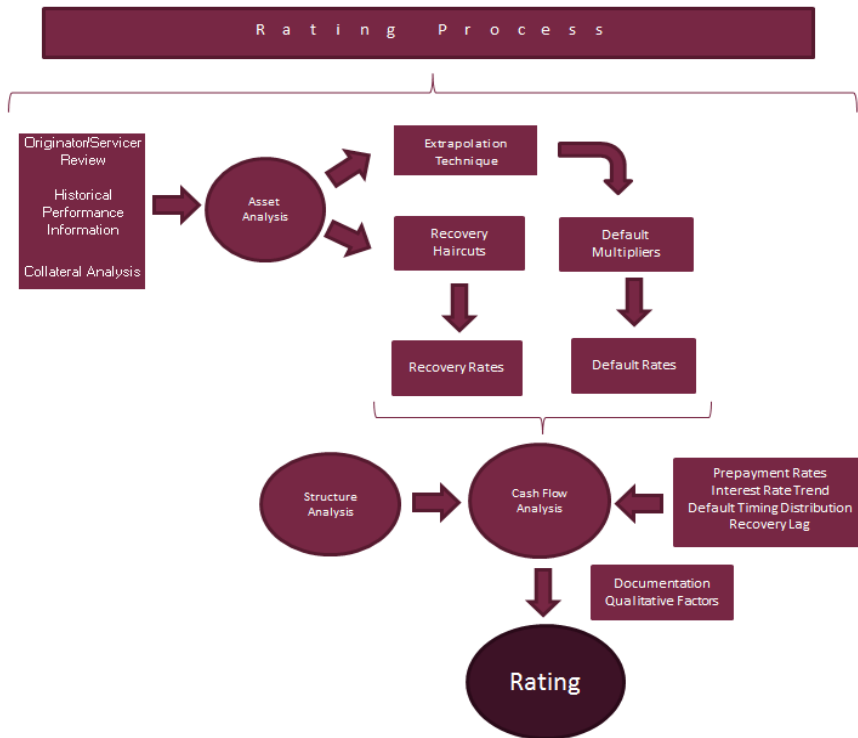 Rating Process
Originator/Servicer
Review
Historical
Performance
Information
Collateral Analysis
Asset
Analysis
Extrapolation
Technique
Recovery
Haircuts
Default
Multipliers
Recovery Rates
Default Rates
Structure
Analysis
Cash Flow
Analysis
Prepayment Rates
Interest Rate Trend
Default Timing Distribution
Recovery Lag
Documentation
Qualitative Factors
Rating